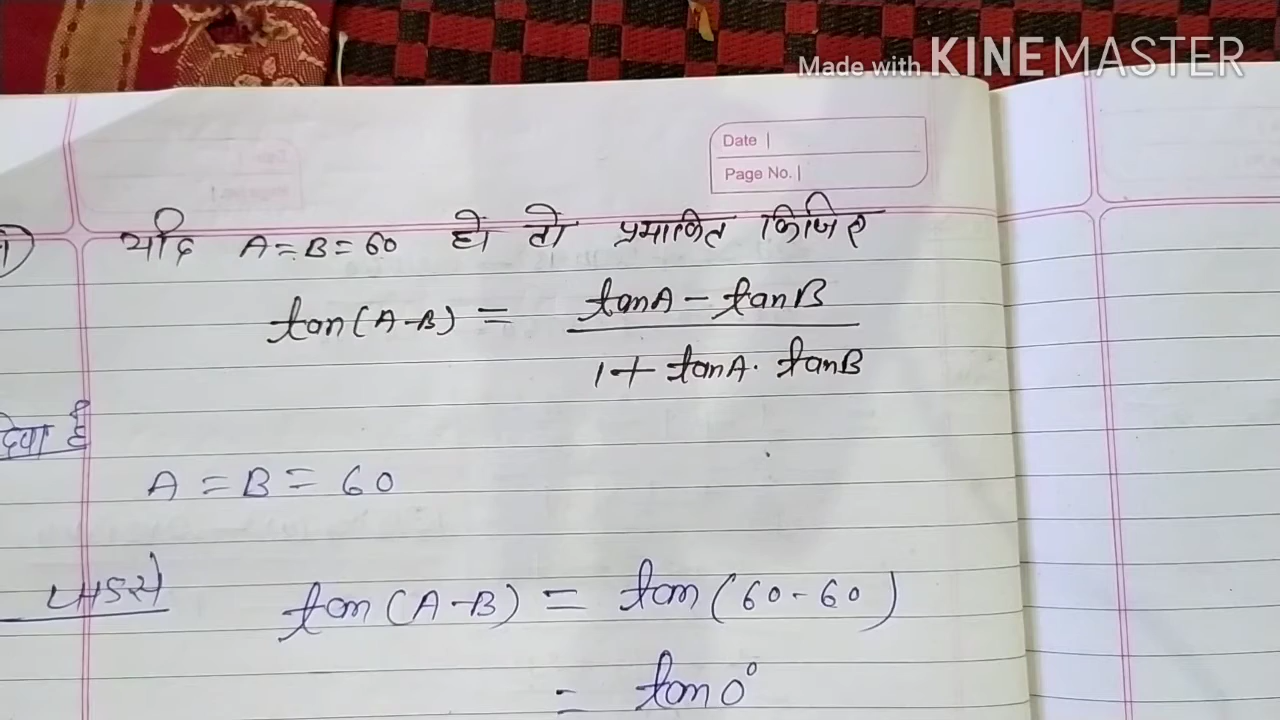 Made with KINEMASTER
Date |
Page No. |
यदि A = B = 60 हो तो प्रमाणित किजिए
tan(A-B) = tanA - tanB
1 + tanA. tanB
दिया है
A = B = 60
tan(A-B) = tan(60-60)
= tan0°